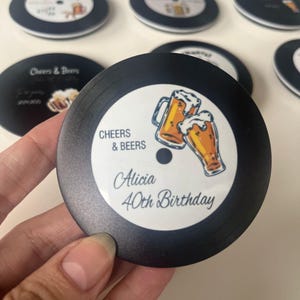 Cheers & Beers
CHEERS
& BEERS
Alicia
40th Birthday